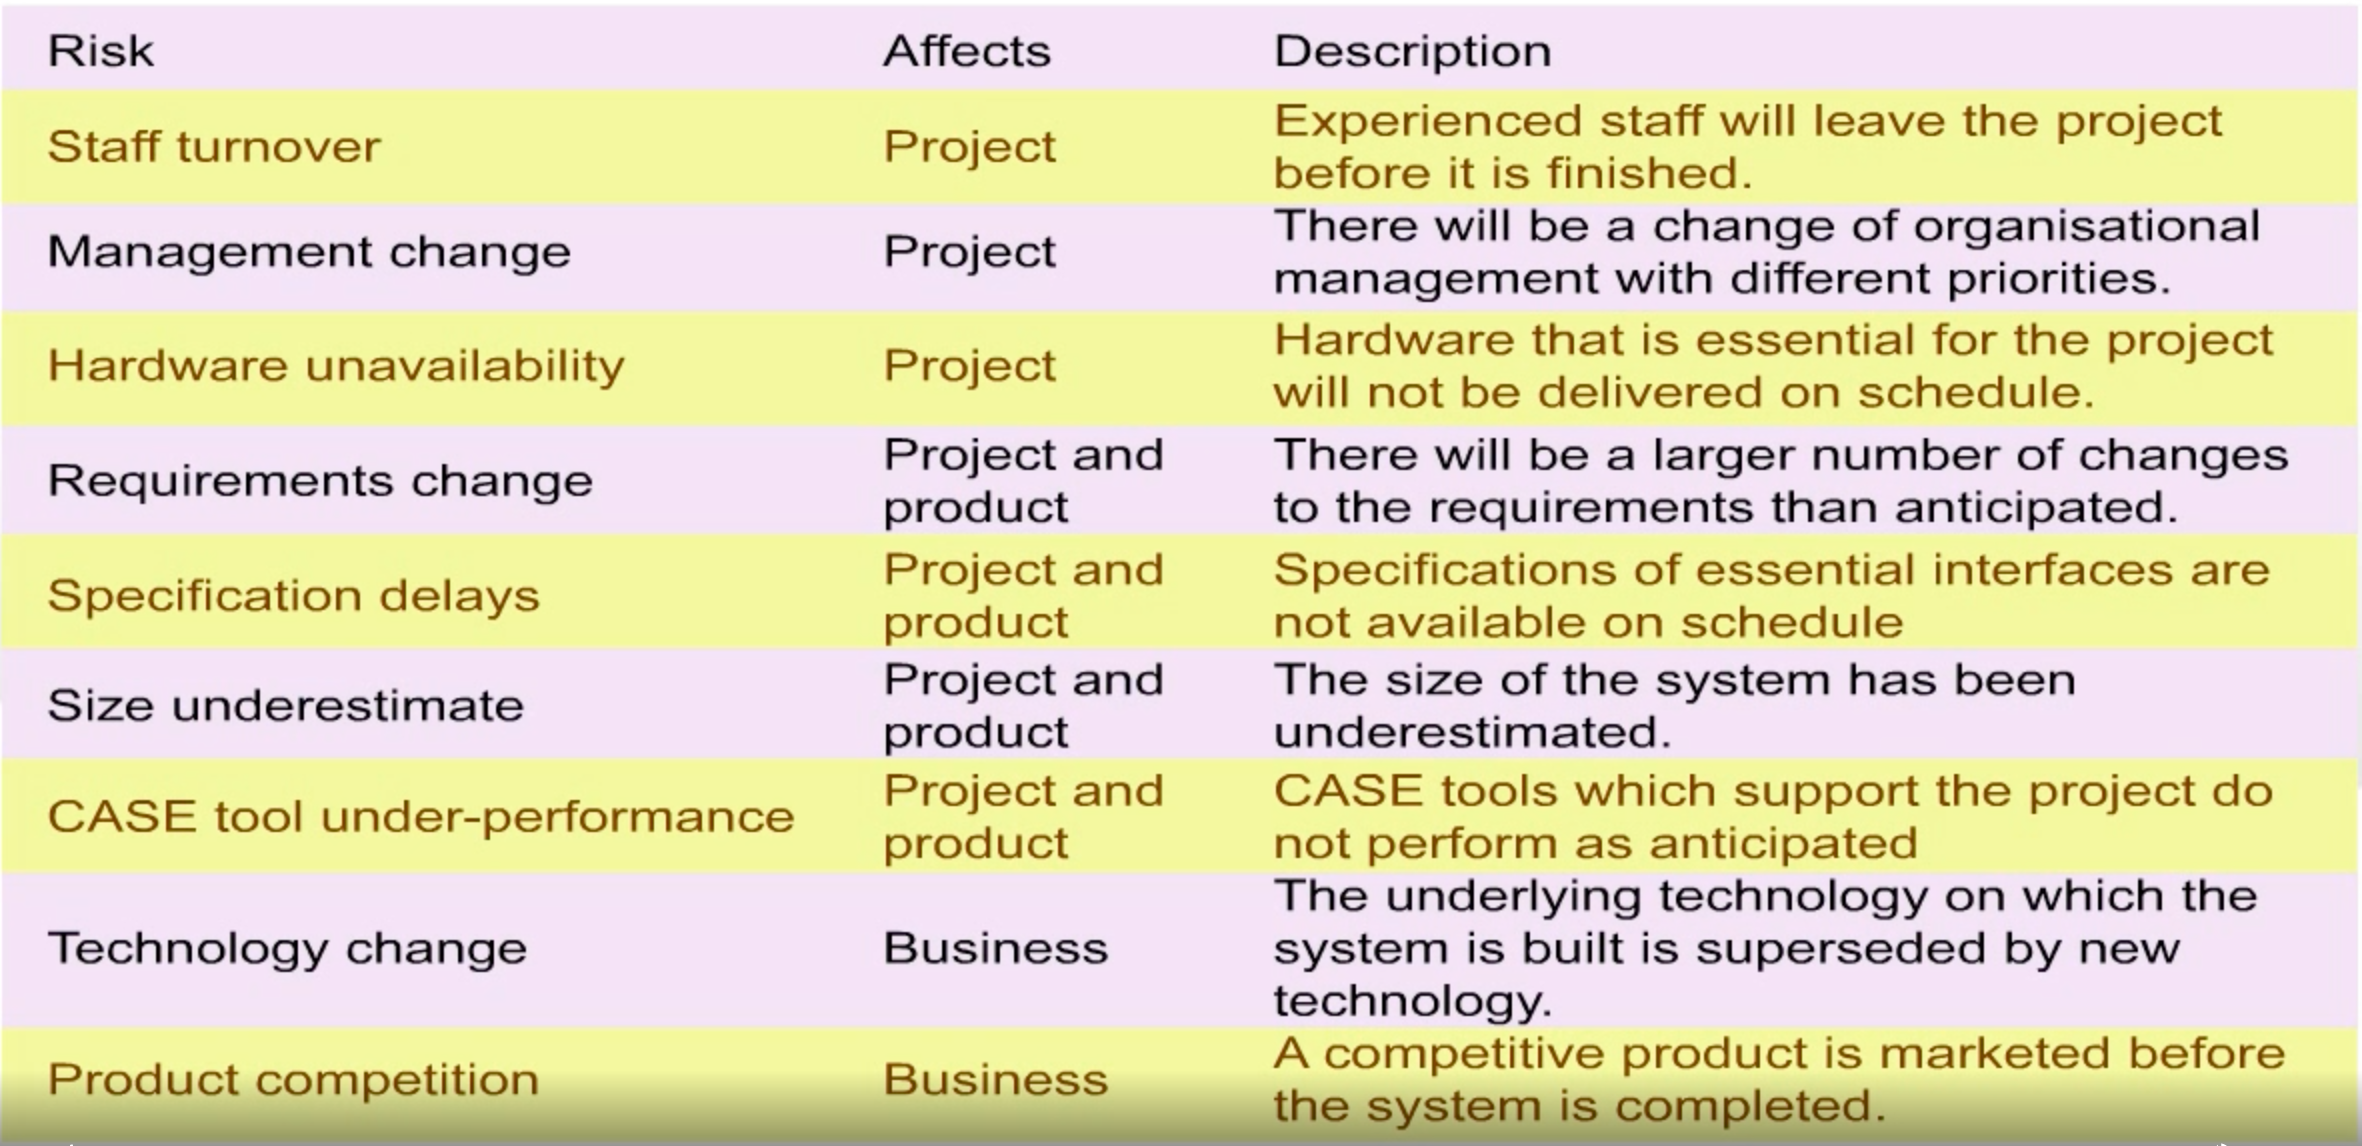 Risk Affects Description
Staff turnover Project Experienced staff will leave the project
before it is finished.
Management change Project There will be a change of organisational
management with different priorities.
Hardware unavailability Project Hardware that is essential for the project
will not be delivered on schedule.
Requirements change Project and There will be a larger number of changes
product to the requirements than anticipated.
Specification delays Project and Specifications of essential interfaces are
product not available on schedule
Size underestimate Project and The size of the system has been
product underestimated.
CASE tool under-performance Project and CASE tools which support the project do
product not perform as anticipated
Technology change Business The underlying technology on which the
system is built is superseded by new
technology.
Product competition Business A competitive product is marketed before
the system is completed.